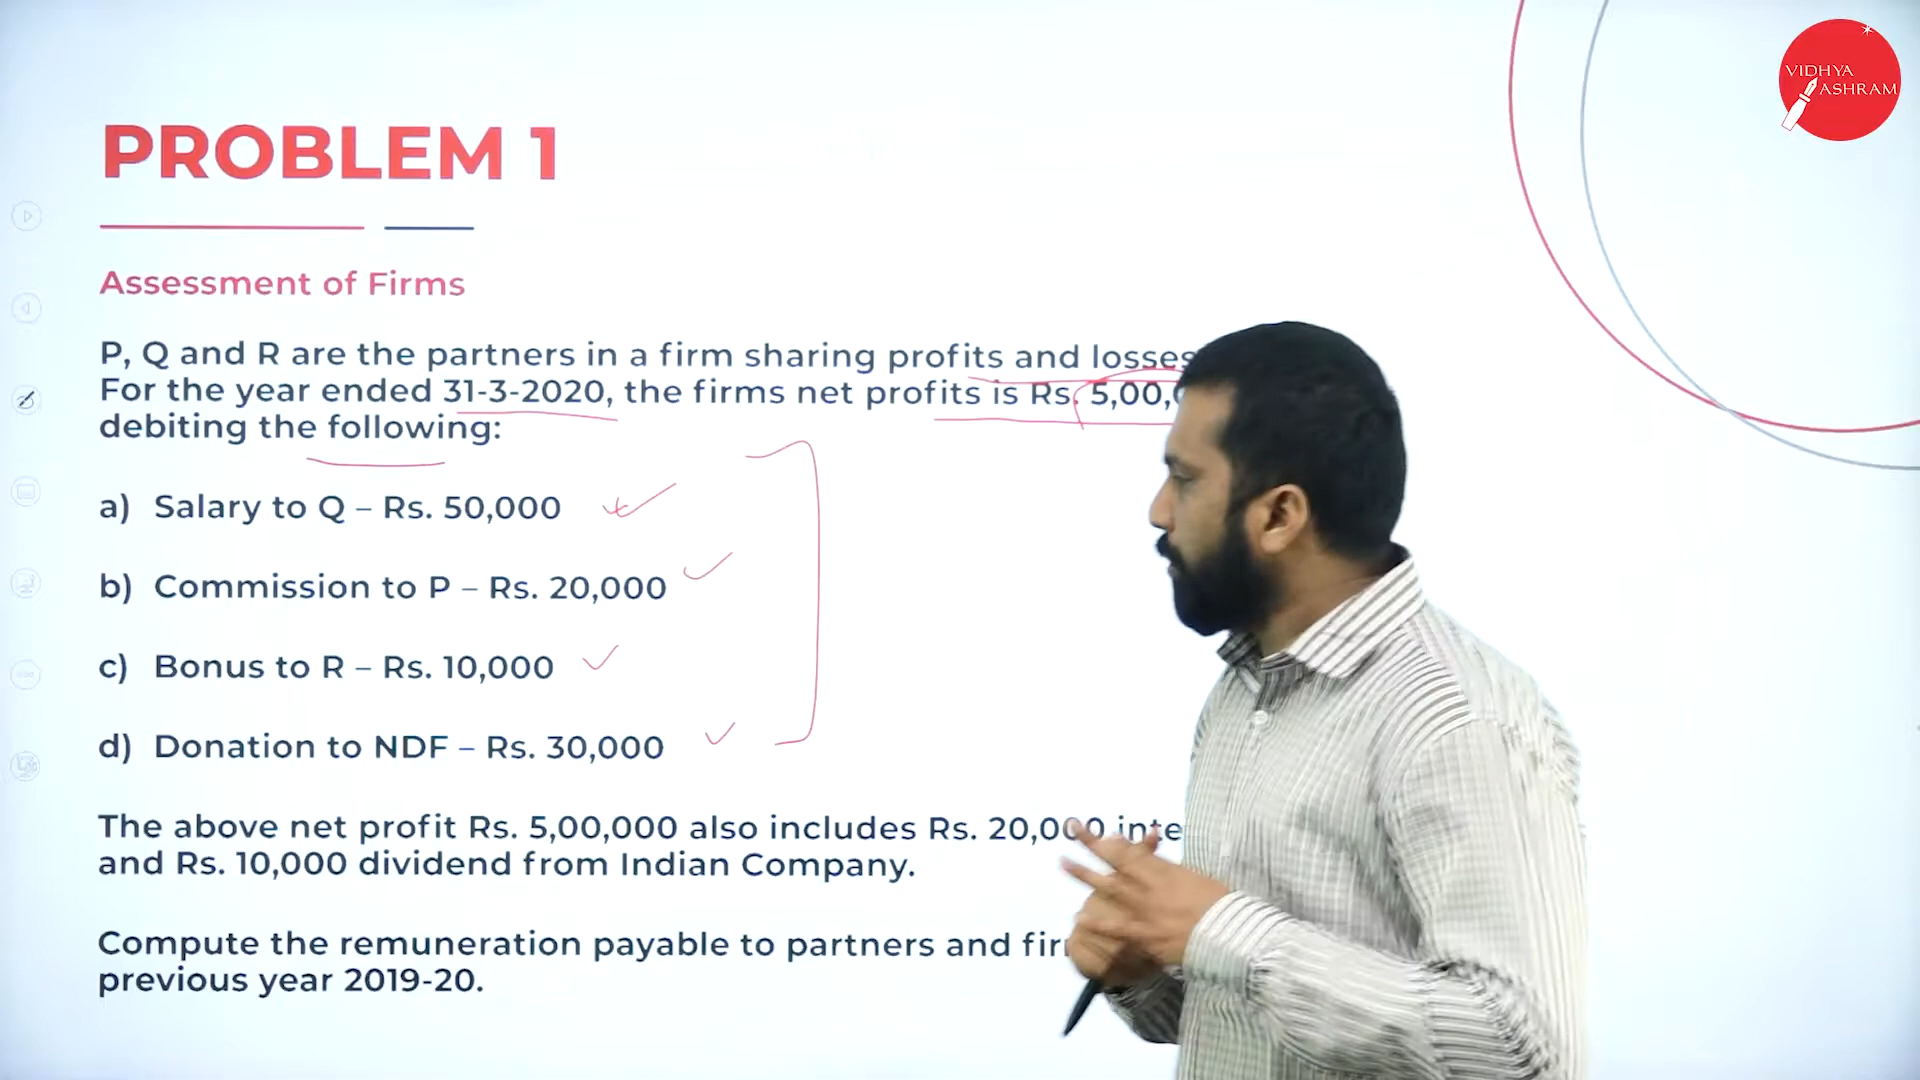 VIDHYA
ASHRAM
PROBLEM 1
Assessment of Firms
P, Q and R are the partners in a firm sharing profits and losses
For the year ended 31-3-2020, the firms net profits is Rs. 5,00,
debiting the following:
a) Salary to Q – Rs. 50,000
b) Commission to P – Rs. 20,000
c) Bonus to R – Rs. 10,000
d) Donation to NDF – Rs. 30,000
The above net profit Rs. 5,00,000 also includes Rs. 20,000
and Rs. 10,000 dividend from Indian Company.
Compute the remuneration payable to partners and
previous year 2019-20.